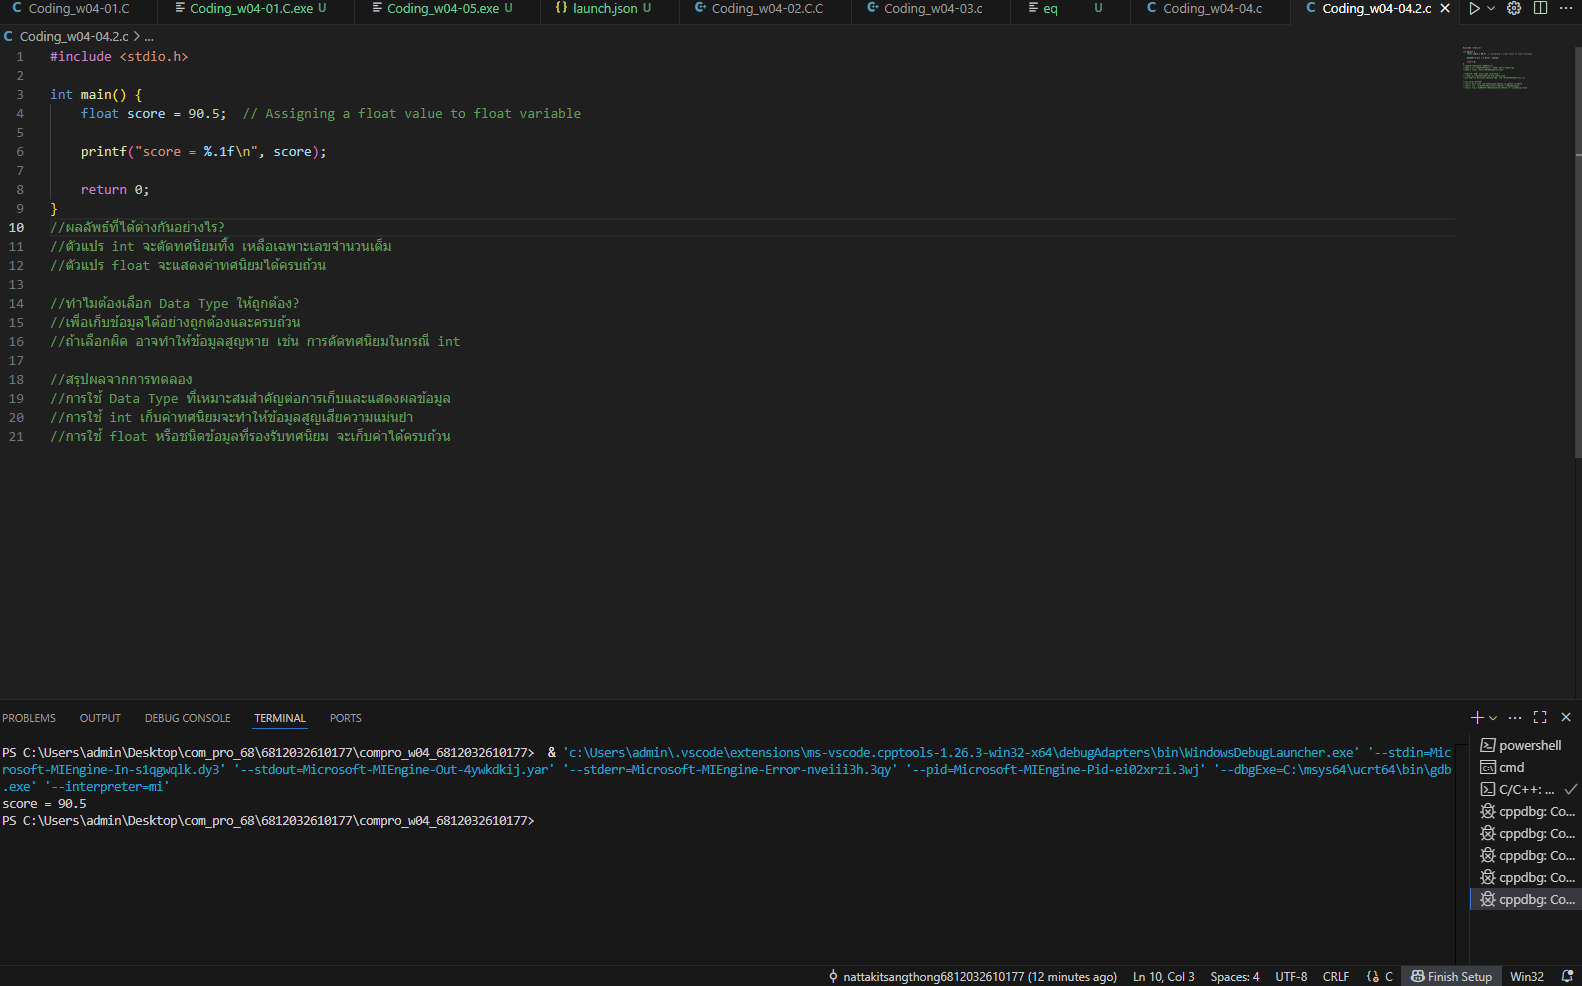 Coding_w04-01.C
Coding_w04-01.C.exe U
Coding_w04-05.exe U
{} launch.json U
Coding_w04-02.C.C
Coding_w04-03.c
eq U
C Coding_w04-04.c
C Coding_w04-04.2.c
C Coding_w04-04.2.c > ...
1 #include <stdio.h>
2
3 int main() {
4 float score = 90.5;  // Assigning a float value to float variable
5
6 printf("score = %.1f\n", score);
7
8 return 0;
9 }
10 //ผลลัพธ์ที่ได้ต่างกันอย่างไร?
11 //ตัวแปร int จะตัดทศนิยมทิ้ง เหลือเฉพาะเลขจำนวนเต็ม
12 //ตัวแปร float จะแสดงค่าทศนิยมได้ครบถ้วน
13
14 //ทำไมต้องเลือก Data Type ให้ถูกต้อง?
15 //เพื่อเก็บข้อมูลได้อย่างถูกต้องและครบถ้วน
16 //ถ้าเลือกผิด อาจทำให้ข้อมูลสูญหาย เช่น การตัดทศนิยมในกรณี int
17
18 //สรุปผลจากการทดลอง
19 //การใช้ Data Type ที่เหมาะสมสำคัญต่อการเก็บและแสดงผลข้อมูล
20 //การใช้ int เก็บค่าทศนิยมจะทำให้ข้อมูลสูญเสียความแม่นยำ
21 //การใช้ float หรือชนิดข้อมูลที่รองรับทศนิยม จะเก็บค่าได้ครบถ้วน
PROBLEMS OUTPUT DEBUG CONSOLE TERMINAL PORTS
PS C:\Users\admin\Desktop\com_pro_68\6812032610177\compro_w04_6812032610177>  & 'c:\Users\admin\.vscode\extensions\ms-vscode.cpptools-1.26.3-win32-x64\debugAdapters\bin\WindowsDebugLauncher.exe' '--stdin=Mic
rosoft-MIEngine-In-s1qgwqlk.dy3' '--stdout=Microsoft-MIEngine-Out-4ywkdkij.yar' '--stderr=Microsoft-MIEngine-Error-nveiii3h.3qy' '--pid=Microsoft-MIEngine-Pid-ei02xrzi.3wj' '--dbgExe=C:\msys64\ucrt64\bin\gdb
.exe' '--interpreter=mi'
score = 90.5
PS C:\Users\admin\Desktop\com_pro_68\6812032610177\compro_w04_6812032610177>
powershell
cmd
C/C++: ...
cppdbg: Co...
cppdbg: Co...
cppdbg: Co...
cppdbg: Co...
cppdbg: Co...
nattakitsangthong6812032610177 (12 minutes ago) Ln 10, Col 3 Spaces: 4 UTF-8 CRLF {} C Finish Setup Win32